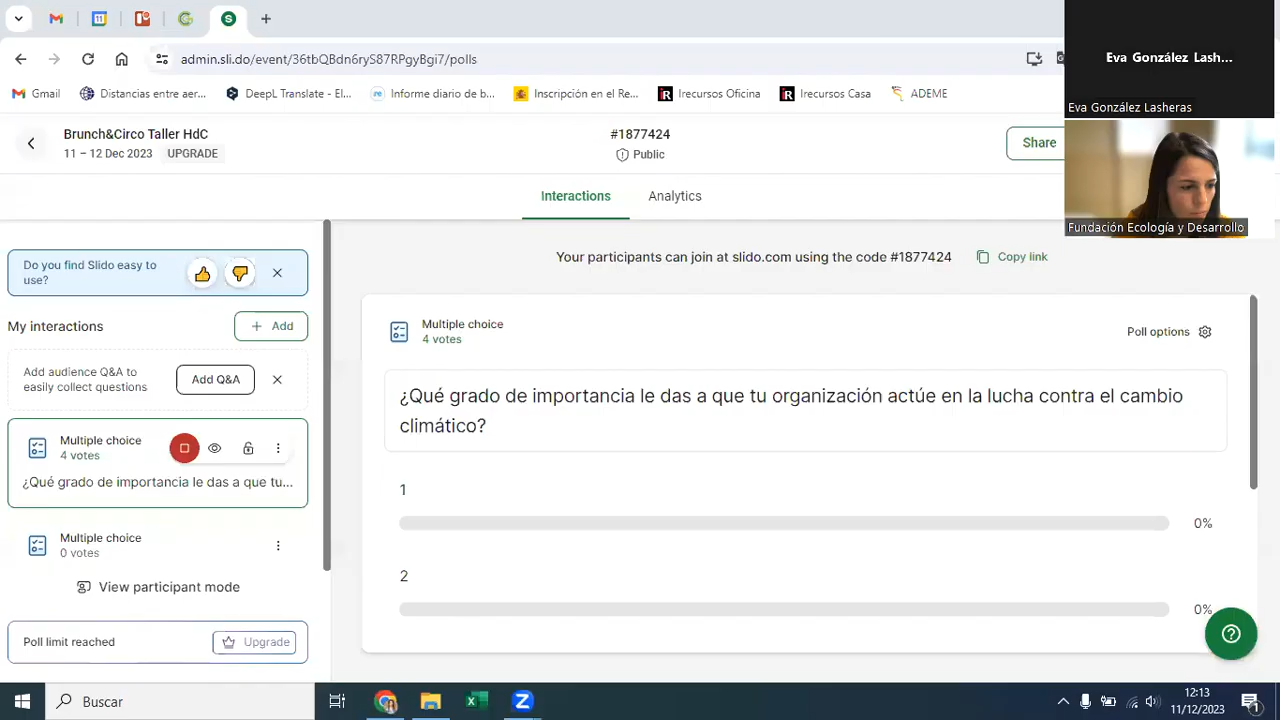 11
S
admin.sli.do/event/36tbQBdn6ryS87RPgyBgi7/polls
Eva González Lash...
Gmail
Distancias entre aer...
DeepL Translate - El...
Informe diario de b...
Inscripción en el Re...
Irecursos Oficina
Irecursos Casa
ADEME
Eva González Lasheras
Brunch&Circo Taller HdC
11 – 12 Dec 2023 UPGRADE
#1877424
Public
Share
Interactions
Analytics
Fundación Ecología y Desarrollo
Do you find Slido easy to
use?
My interactions
Add
Add audience Q&A to
easily collect questions
Add Q&A
Multiple choice
4 votes
¿Qué grado de importancia le das a que tu...
Multiple choice
0 votes
View participant mode
Poll limit reached
Upgrade
Your participants can join at slido.com using the code #1877424
Copy link
Multiple choice
4 votes
Poll options
¿Qué grado de importancia le das a que tu organización actúe en la lucha contra el cambio
climático?
1
0%
2
0%
Buscar
12:13
11/12/2023
1